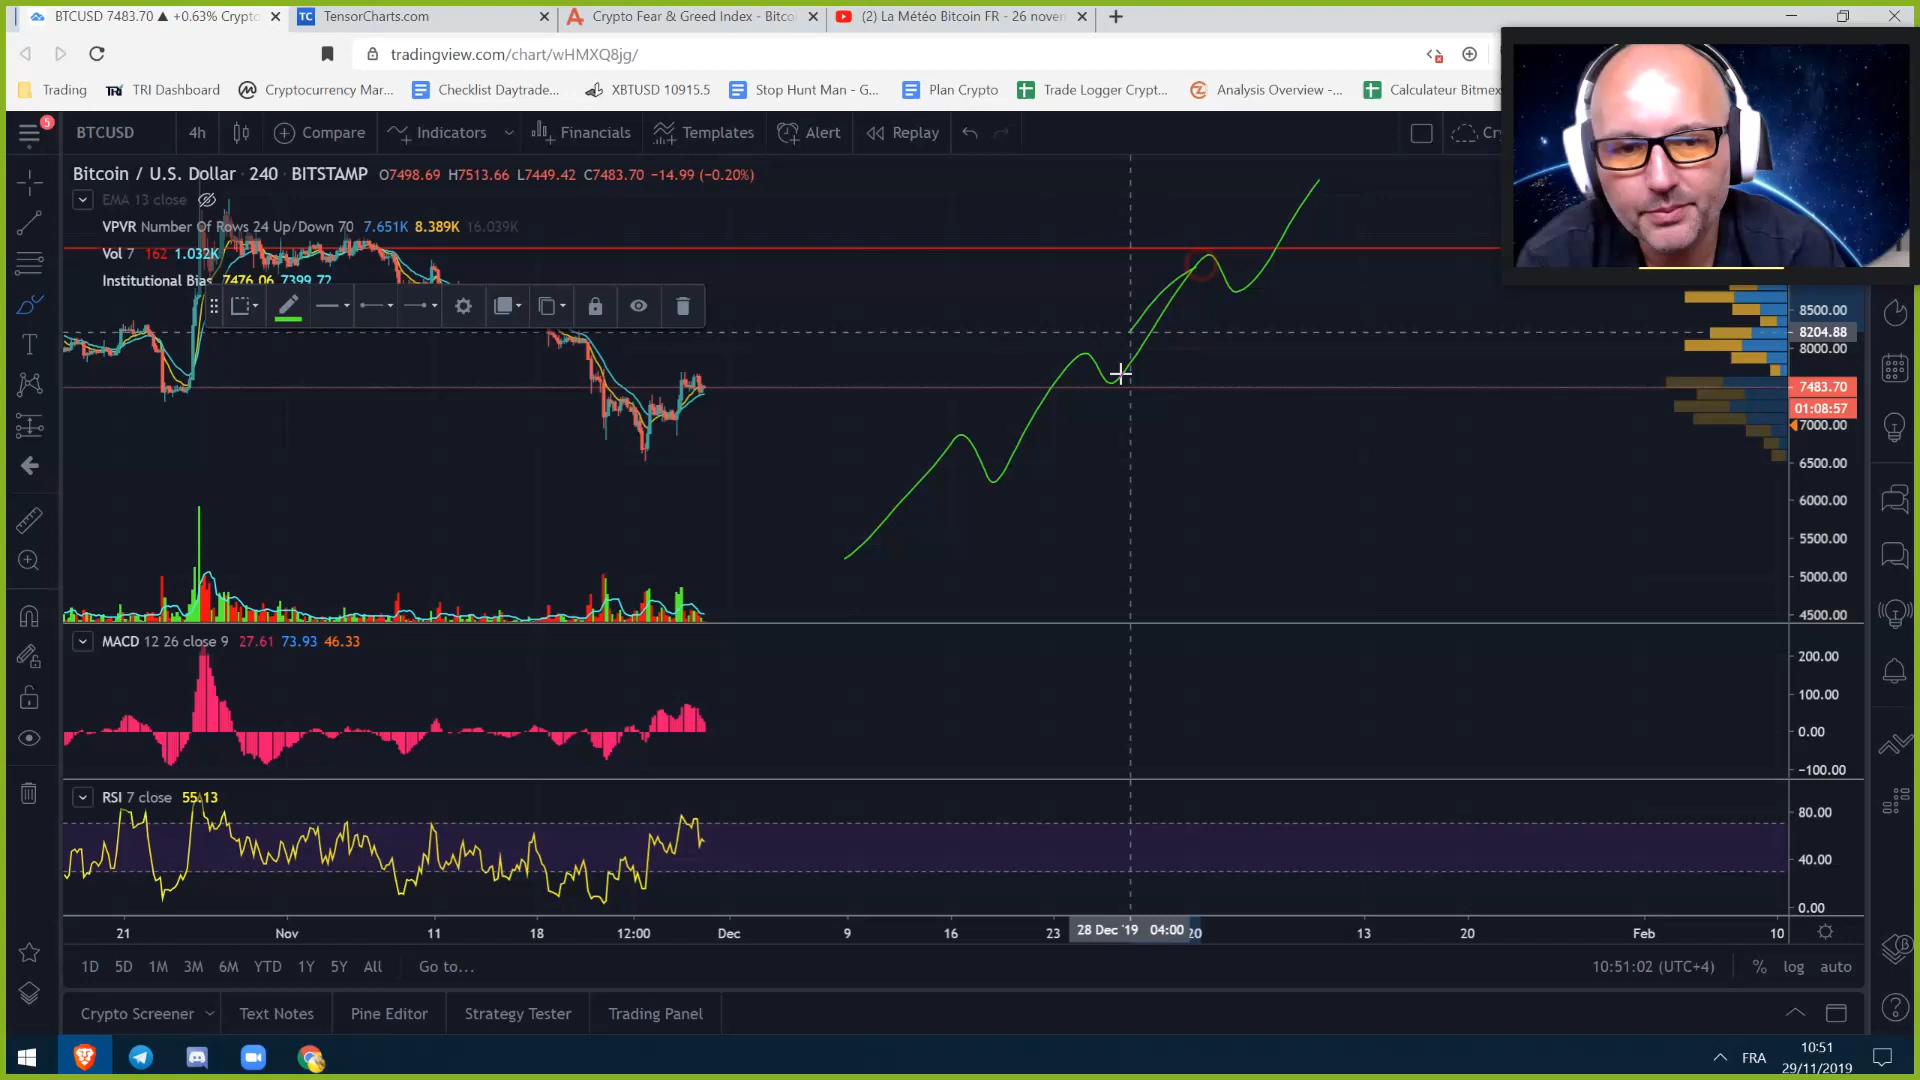 BTCUSD 7483.70 ▲ +0.63% Crypto
TC TensorCharts.com
Crypto Fear & Greed Index - Bitco
(2) La Météo Bitcoin FR - 26 nover
tradingview.com/chart/wHMXQ8jg/
Trading
TRI Dashboard
Cryptocurrency Mar...
Checklist Daytrade...
XBTUSD 10915.5
Stop Hunt Man - G...
Plan Crypto
Trade Logger Crypt...
Analysis Overview -...
Calculateur Bitmex
5
BTCUSD
4h
Compare
Indicators
Financials
Templates
Alert
Replay
Cry
Bitcoin / U.S. Dollar · 240 · BITSTAMP O7498.69 H7513.66 L7449.42 C7483.70 −14.99 (−0.20%)
EMA 13 close
VPVR Number Of Rows 24 Up/Down 70 7.651K 8.389K 16.039K
Vol 7 162 1.032K
Institutional Bias 7476.06 7399.72
8500.00
8204.88
8000.00
7483.70
01:08:57
7000.00
6500.00
6000.00
5500.00
5000.00
4500.00
MACD 12 26 close 9 27.61 73.93 46.33
200.00
100.00
0.00
−100.00
RSI 7 close 55.13
80.00
40.00
0.00
21 Nov 11 18 12:00 Dec 9 16 23 28 Dec '19 04:00 20 13 20 Feb 10
1D 5D 1M 3M 6M YTD 1Y 5Y All Go to...
10:51:02 (UTC+4) % log auto
Crypto Screener Text Notes Pine Editor Strategy Tester Trading Panel
FRA
10:51
29/11/2019